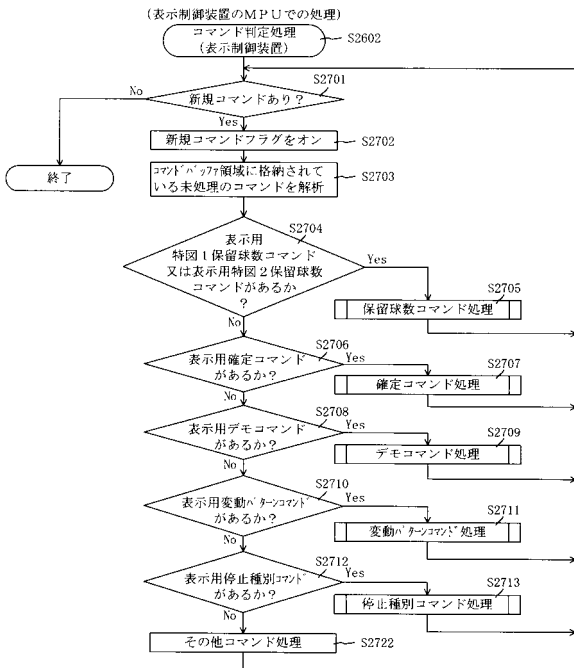 (表示制御装置のMPUでの処理)
コマンド判定処理
(表示制御装置)
S2602
S2701
新規コマンドあり?
No
Yes
新規コマンドフラグをオン
S2702
終了
コマンドバッファ領域に格納されて
いる未処理のコマンドを解析
S2703
S2704
表示用
特図1保留球数コマンド
又は表示用特図2保留球数
コマンドがあるか
?
Yes
No
S2705
保留球数コマンド処理
S2706
表示用確定コマンド
があるか?
Yes
No
S2707
確定コマンド処理
S2708
表示用デモコマンド
があるか?
Yes
No
S2709
デモコマンド処理
S2710
表示用変動パターンコマンド
があるか?
Yes
No
S2711
変動パターンコマンド処理
S2712
表示用停止種別コマンド
があるか?
Yes
No
S2713
停止種別コマンド処理
その他コマンド処理
S2722